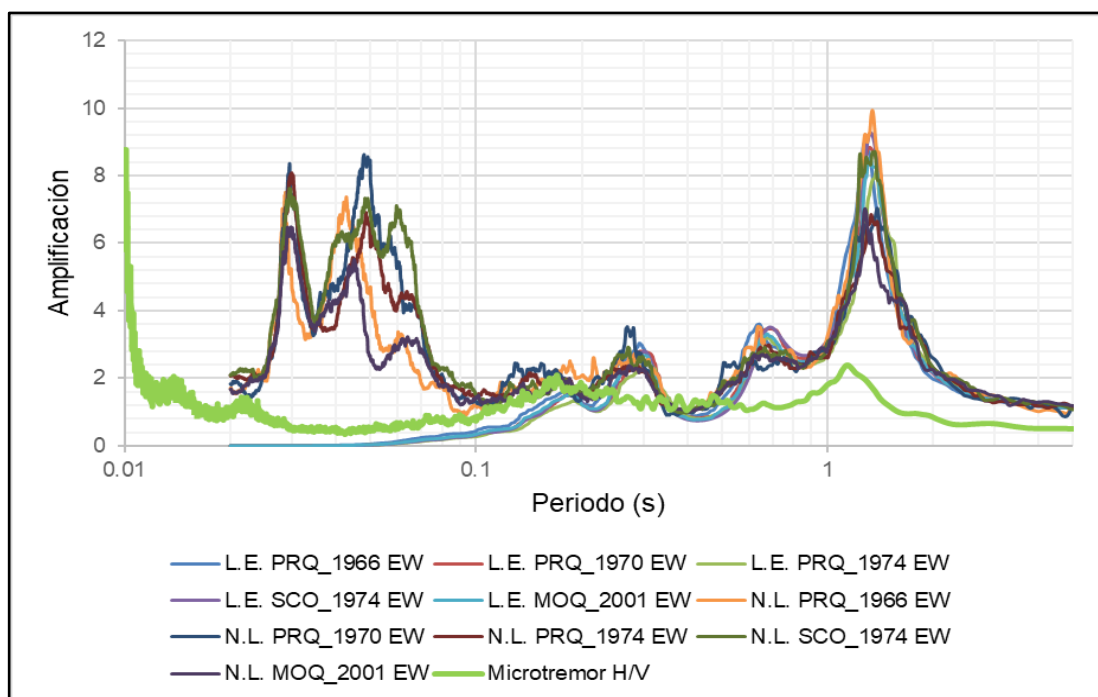 12
10
8
6
4
2
0
Amplificación
0.01 0.1 1
Periodo (s)
L.E. PRQ_1966 EW L.E. PRQ_1970 EW L.E. PRQ_1974 EW
L.E. SCO_1974 EW L.E. MOQ_2001 EW N.L. PRQ_1966 EW
N.L. PRQ_1970 EW N.L. PRQ_1974 EW N.L. SCO_1974 EW
N.L. MOQ_2001 EW Microtremor H/V